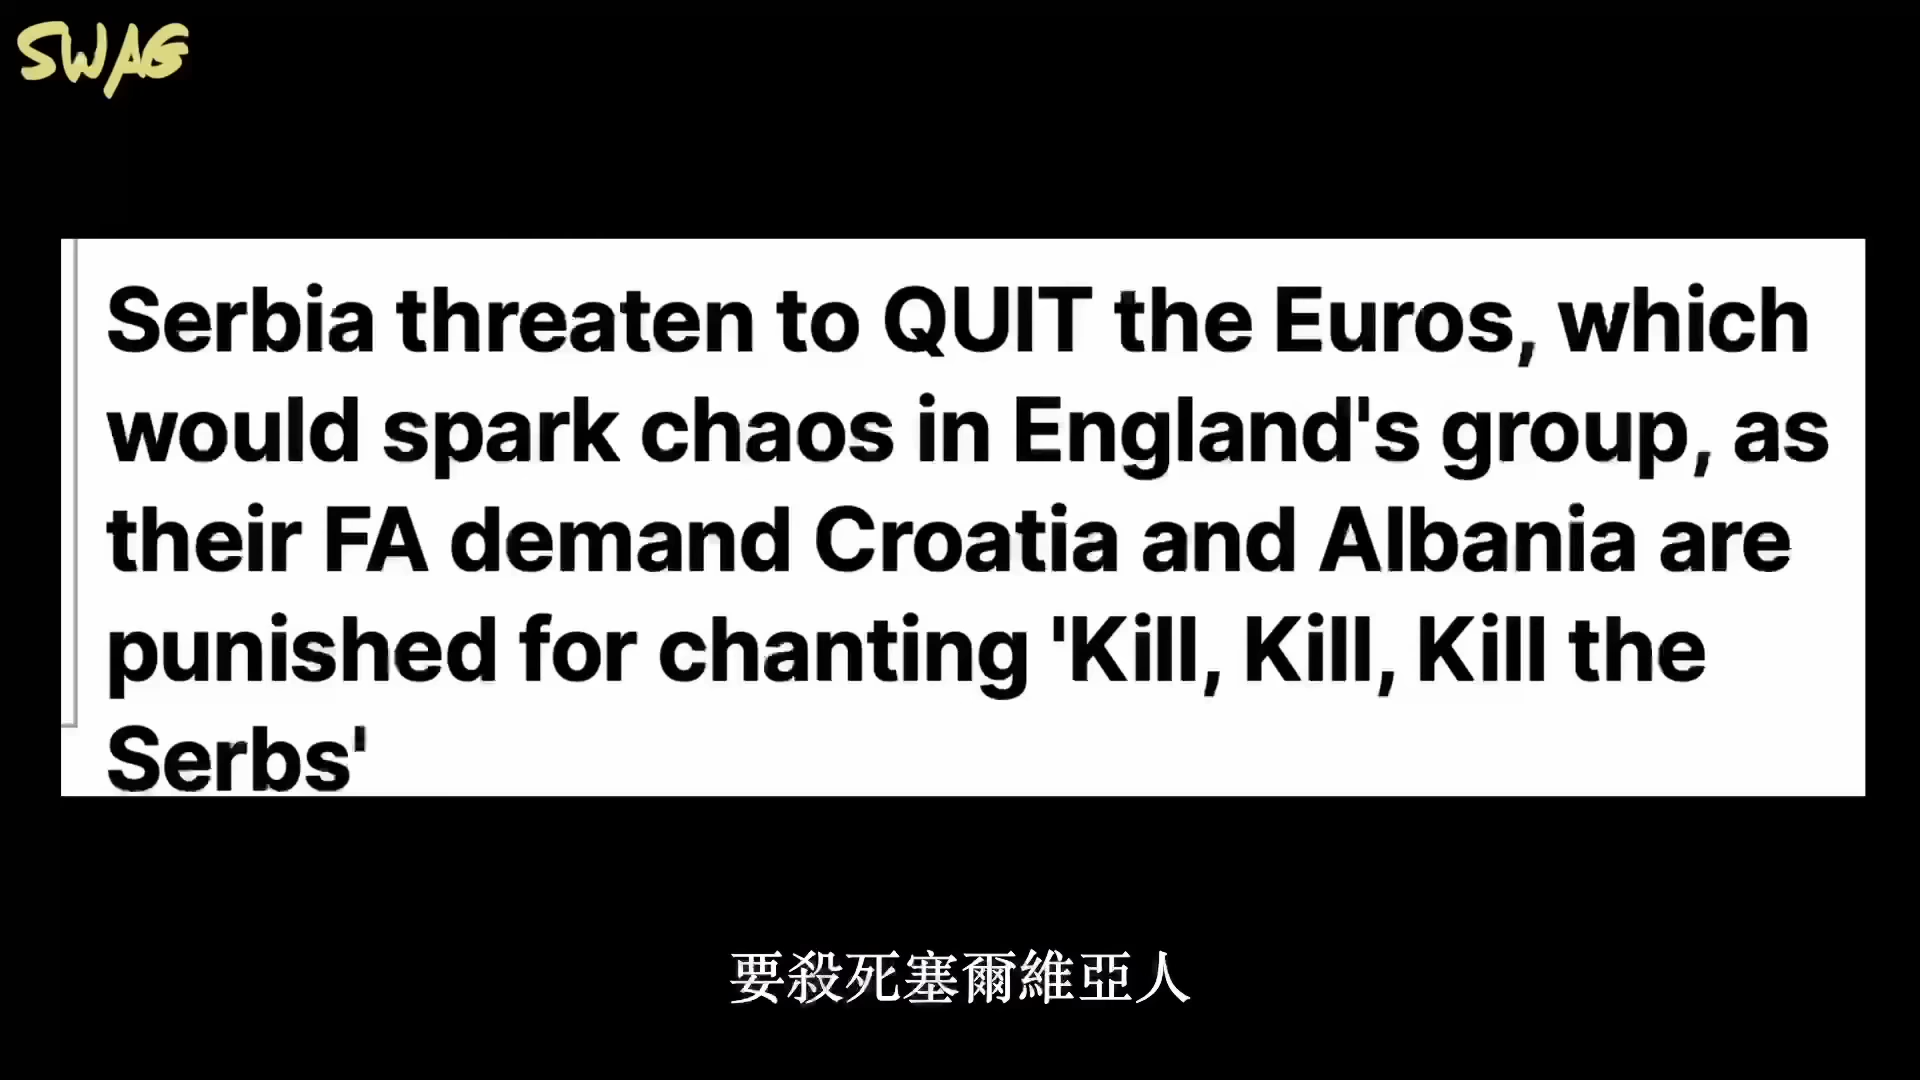 SWAG
Serbia threaten to QUIT the Euros, which
would spark chaos in England's group, as
their FA demand Croatia and Albania are
punished for chanting 'Kill, Kill, Kill the
Serbs'
要殺死塞爾維亞人